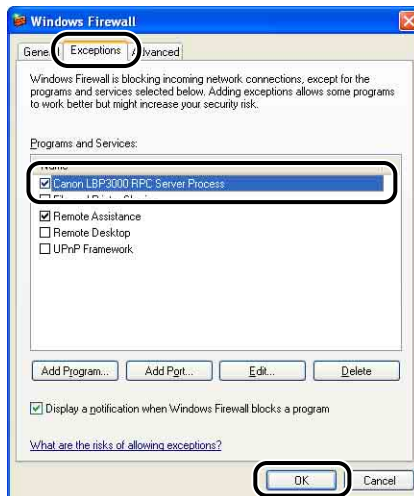 Windows Firewall
Exceptions
Windows Firewall is blocking incoming network connections, except for the
programs and services selected below. Adding exceptions allows some programs
to work better but might increase your security risk.
Programs and Services:
Name
Canon LBP3000 RPC Server Process
Remote Assistance
Remote Desktop
UPnP Framework
Add Program... Add Port... Edit... Delete
Display a notification when Windows Firewall blocks a program
What are the risks of allowing exceptions?
OK Cancel